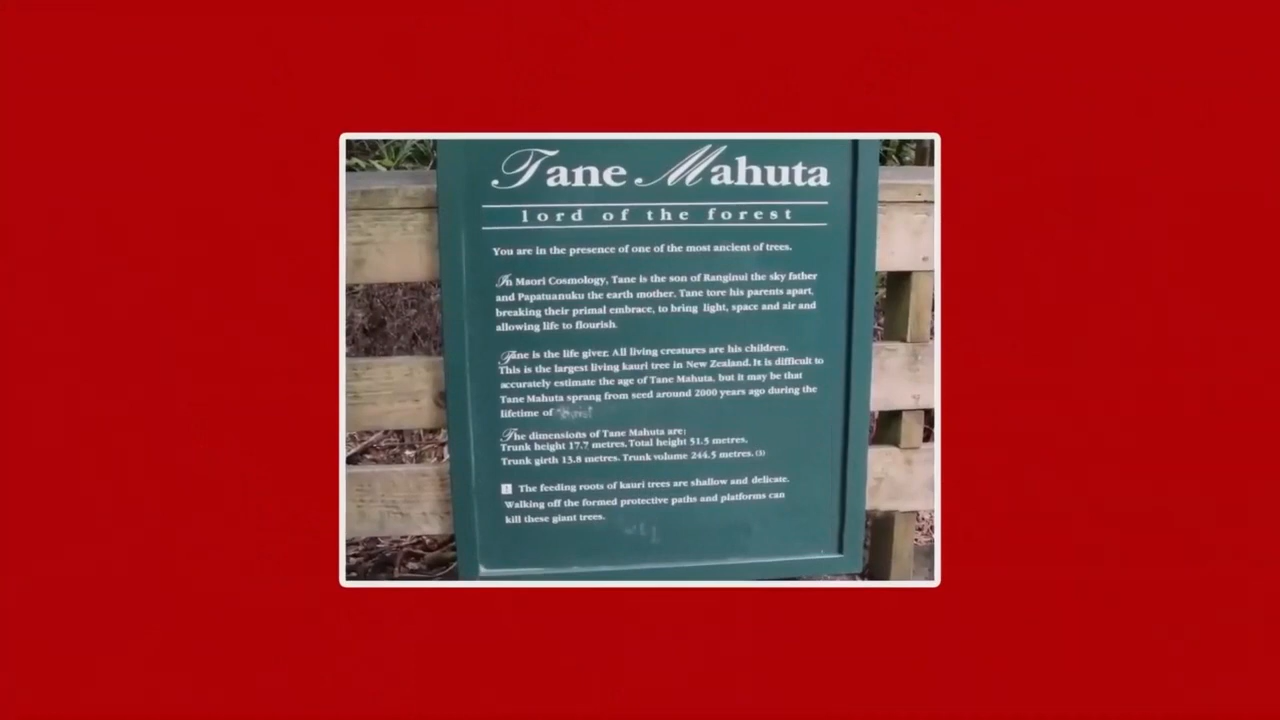 Tane Mahuta
lord of the forest
You are in the presence of one of the most ancient of trees.
In Maori Cosmology, Tane is the son of Ranginui the sky father
and Papatuanuku the earth mother. Tane tore his parents apart,
breaking their primal embrace, to bring light, space and air and
allowing life to flourish.
Tane is the life giver. All living creatures are his children.
This is the largest living kauri tree in New Zealand. It is difficult to
accurately estimate the age of Tane Mahuta, but it may be that
Tane Mahuta sprang from seed around 2000 years ago during the
lifetime of
The dimensions of Tane Mahuta are:
Trunk height 17.7 metres. Total height 51.5 metres.
Trunk girth 13.8 metres. Trunk volume 244.5 metres. (3)
! The feeding roots of kauri trees are shallow and delicate.
Walking off the formed protective paths and platforms can
kill these giant trees.